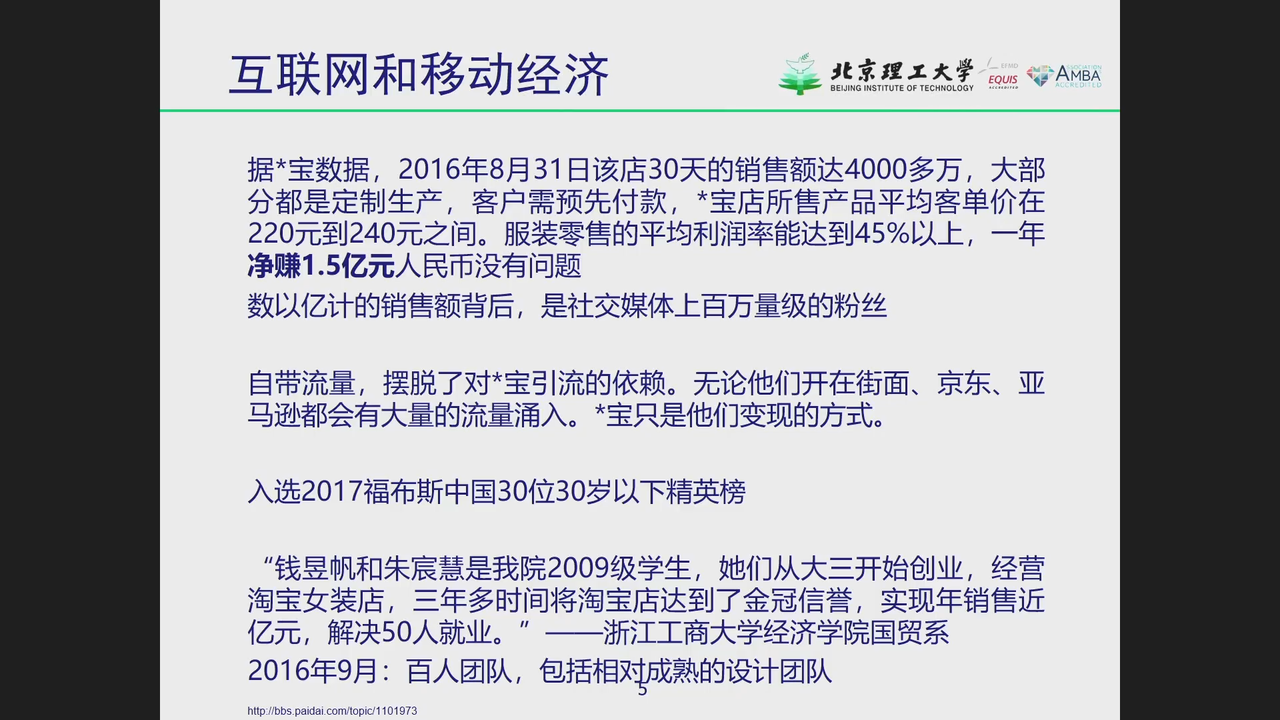 互联网和移动经济
北京理工大学
BEIJING INSTITUTE OF TECHNOLOGY
EFMD
EQUIS
ACCREDITED
ASSOCIATION
AMBA
ACCREDITED
据*宝数据，2016年8月31日该店30天的销售额达4000多万，大部
分都是定制生产，客户需预先付款，*宝店所售产品平均客单价在
220元到240元之间。服装零售的平均利润率能达到45%以上，一年
净赚1.5亿元人民币没有问题
数以亿计的销售额背后，是社交媒体上百万量级的粉丝
自带流量，摆脱了对*宝引流的依赖。无论他们开在街面、京东、亚
马逊都会有大量的流量涌入。*宝只是他们变现的方式。
入选2017福布斯中国30位30岁以下精英榜
“钱昱帆和朱宸慧是我院2009级学生，她们从大三开始创业，经营
淘宝女装店，三年多时间将淘宝店达到了金冠信誉，实现年销售近
亿元，解决50人就业。”——浙江工商大学经济学院国贸系
2016年9月：百人团队，包括相对成熟的设计团队
5
http://bbs.paidai.com/topic/1101973